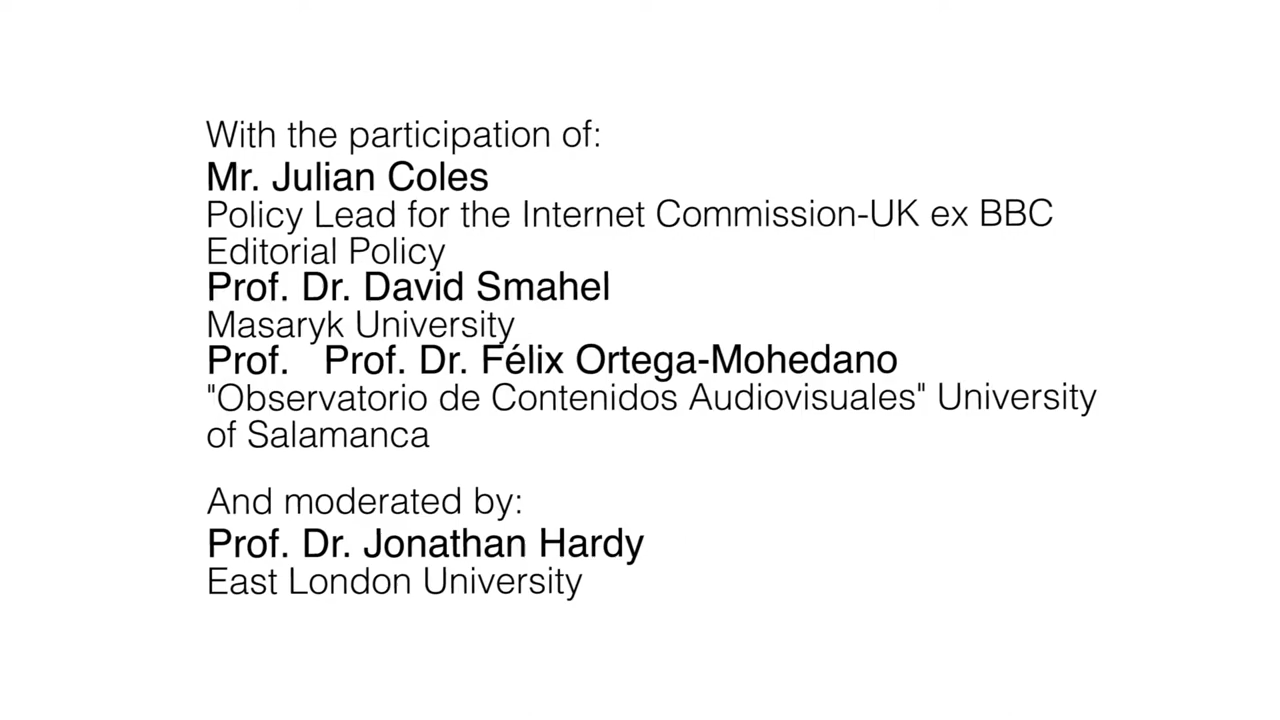 With the participation of:
Mr. Julian Coles
Policy Lead for the Internet Commission-UK ex BBC
Editorial Policy
Prof. Dr. David Smahel
Masaryk University
Prof. Prof. Dr. Félix Ortega-Mohedano
"Observatorio de Contenidos Audiovisuales" University
of Salamanca
And moderated by:
Prof. Dr. Jonathan Hardy
East London University